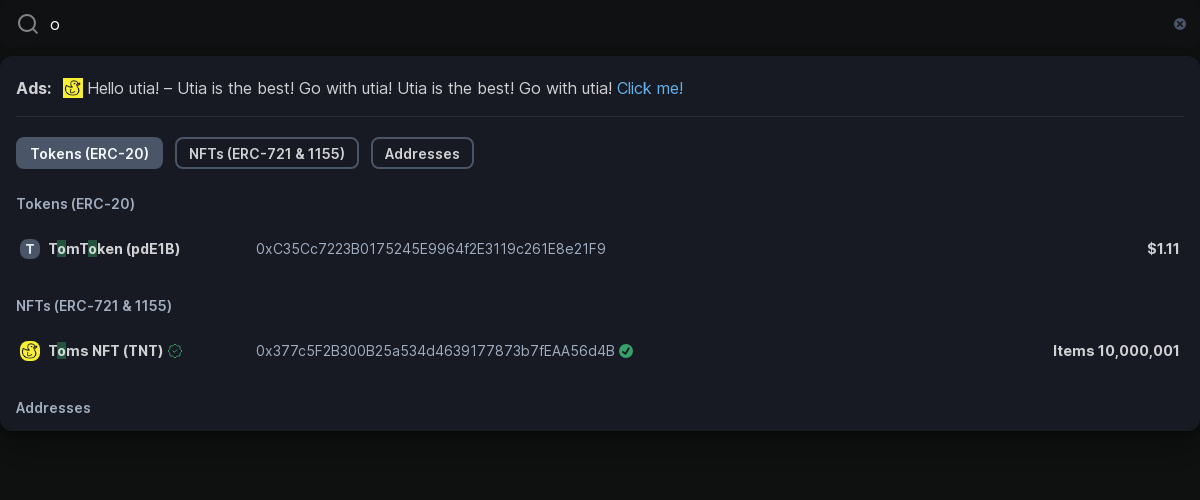 o
Ads: Hello utia! – Utia is the best! Go with utia! Utia is the best! Go with utia! Click me!
Tokens (ERC-20) NFTs (ERC-721 & 1155) Addresses
Tokens (ERC-20)
T TomToken (pdE1B) 0xC35Cc7223B0175245E9964f2E3119c261E8e21F9 $1.11
NFTs (ERC-721 & 1155)
Toms NFT (TNT) 0x377c5F2B300B25a534d4639177873b7fEAA56d4B Items 10,000,001
Addresses